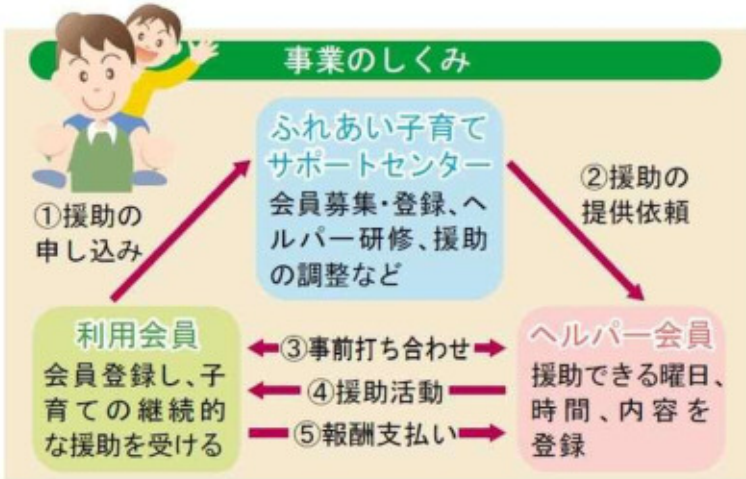 事業のしくみ
ふれあい子育て
サポートセンター
会員募集・登録、ヘ
ルパー研修、援助
の調整など
①援助の
申し込み
②援助の
提供依頼
利用会員
会員登録し、子
育ての継続的
な援助を受ける
③事前打ち合わせ
④援助活動
⑤報酬支払い
ヘルパー会員
援助できる曜日、
時間、内容を
登録